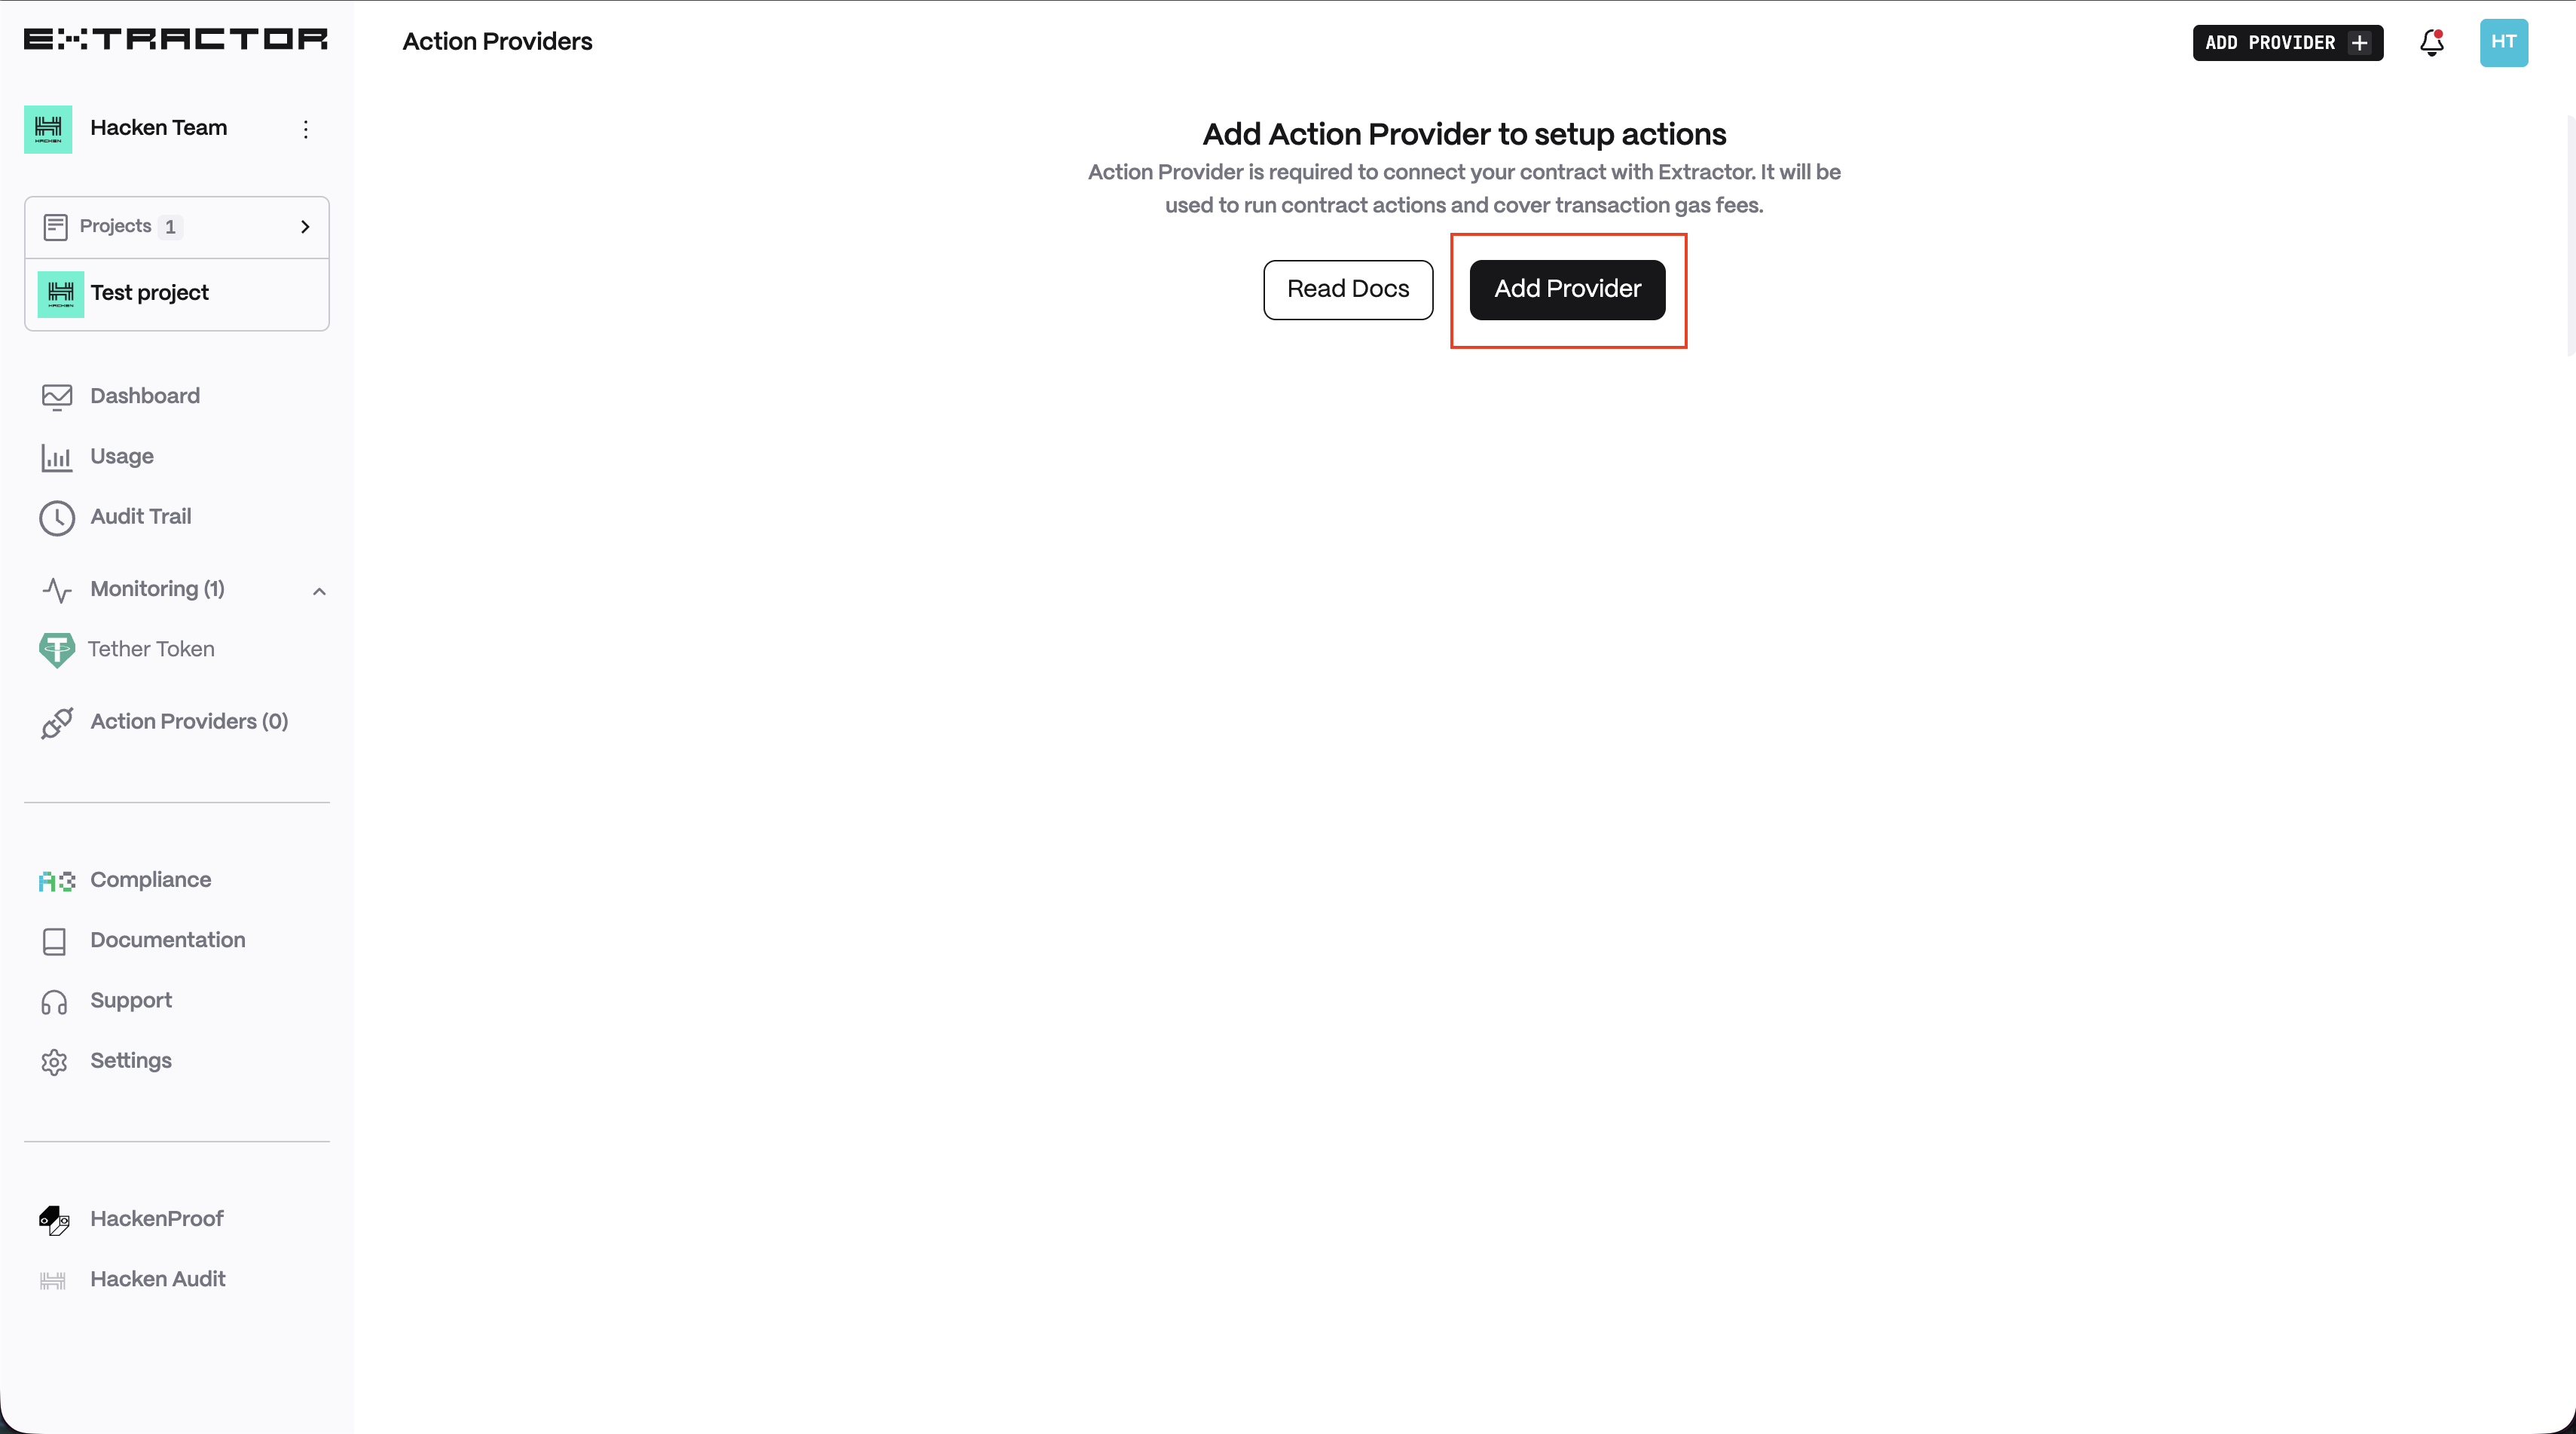 EXTRACTOR
Action Providers
ADD PROVIDER
HT
HACKEN
Hacken Team
Projects 1
HACKEN
Test project
Dashboard
Usage
Audit Trail
Monitoring (1)
Tether Token
Action Providers (0)
Compliance
Documentation
Support
Settings
HackenProof
Hacken Audit
Add Action Provider to setup actions
Action Provider is required to connect your contract with Extractor. It will be
used to run contract actions and cover transaction gas fees.
Read Docs
Add Provider